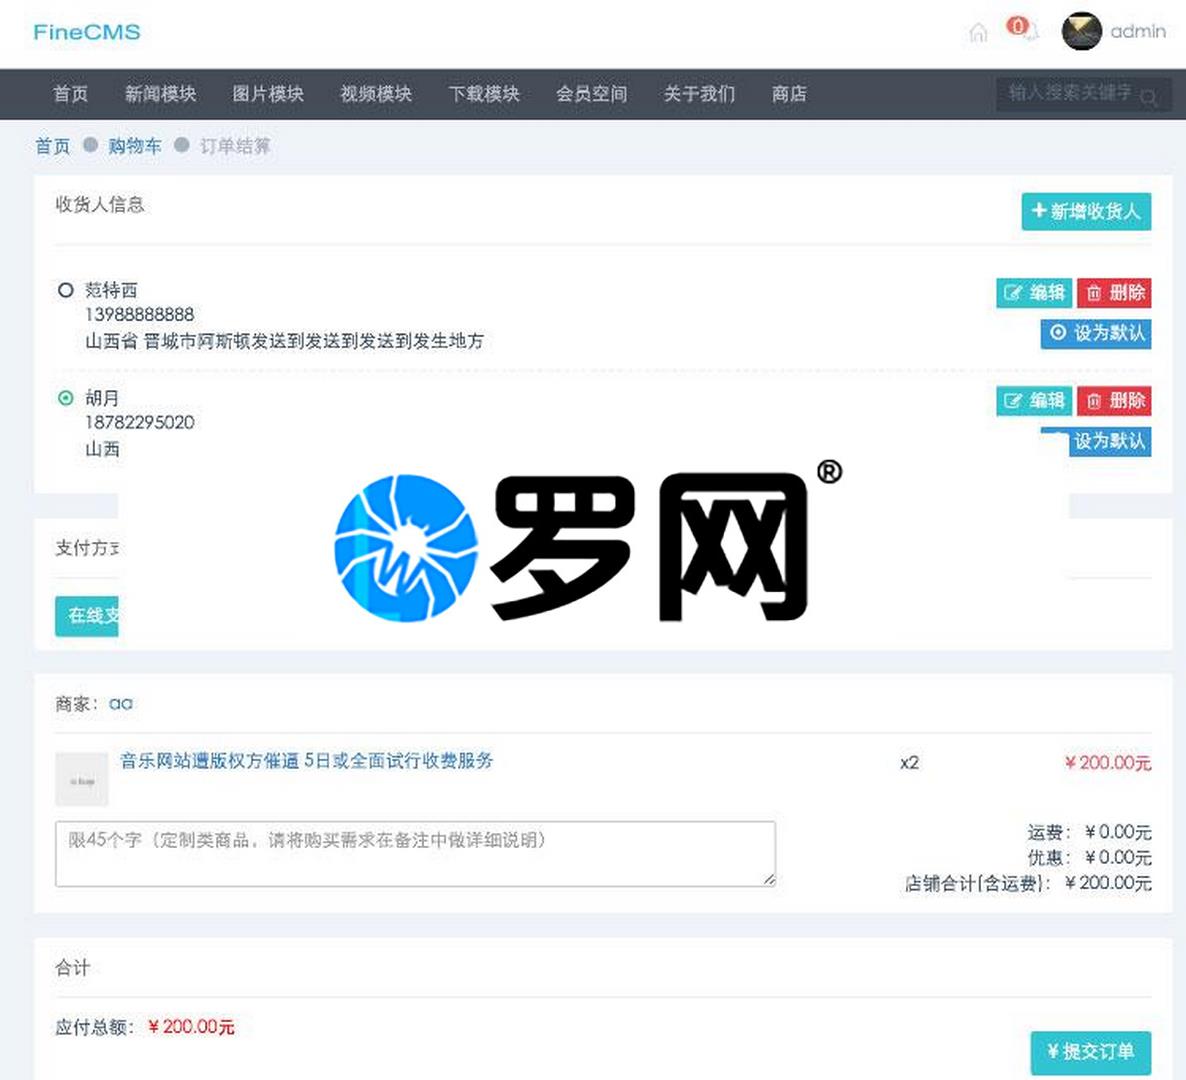 FineCMS
0
admin
首页 新闻模块 图片模块 视频模块 下载模块 会员空间 关于我们 商店
输入搜索关键字
首页 购物车 订单结算
收货人信息
新增收货人
范特西
13988888888
山西省 晋城市阿斯顿发送到发送到发送到发生地方
编辑 删除
设为默认
胡月
18782295020
山西
编辑 删除
设为默认
罗网®
支付方式
在线支
商家：aa
音乐网站遭版权方催逼 5日或全面试行收费服务
x2
￥200.00元
限45个字（定制类商品，请将购买需求在备注中做详细说明）
运费：￥0.00元
优惠：￥0.00元
店铺合计(含运费)：￥200.00元
合计
应付总额：￥200.00元
¥提交订单